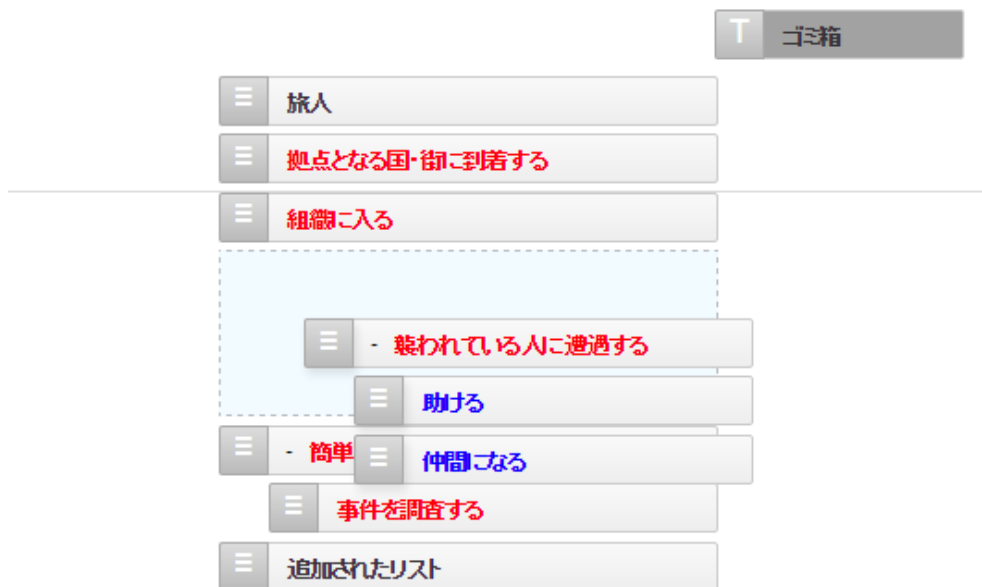 T ゴミ箱
旅人
拠点となる国・街に到着する
組織に入る
- 襲われている人に遭遇する
助ける
- 簡単
仲間になる
事件を調査する
追加されたリスト